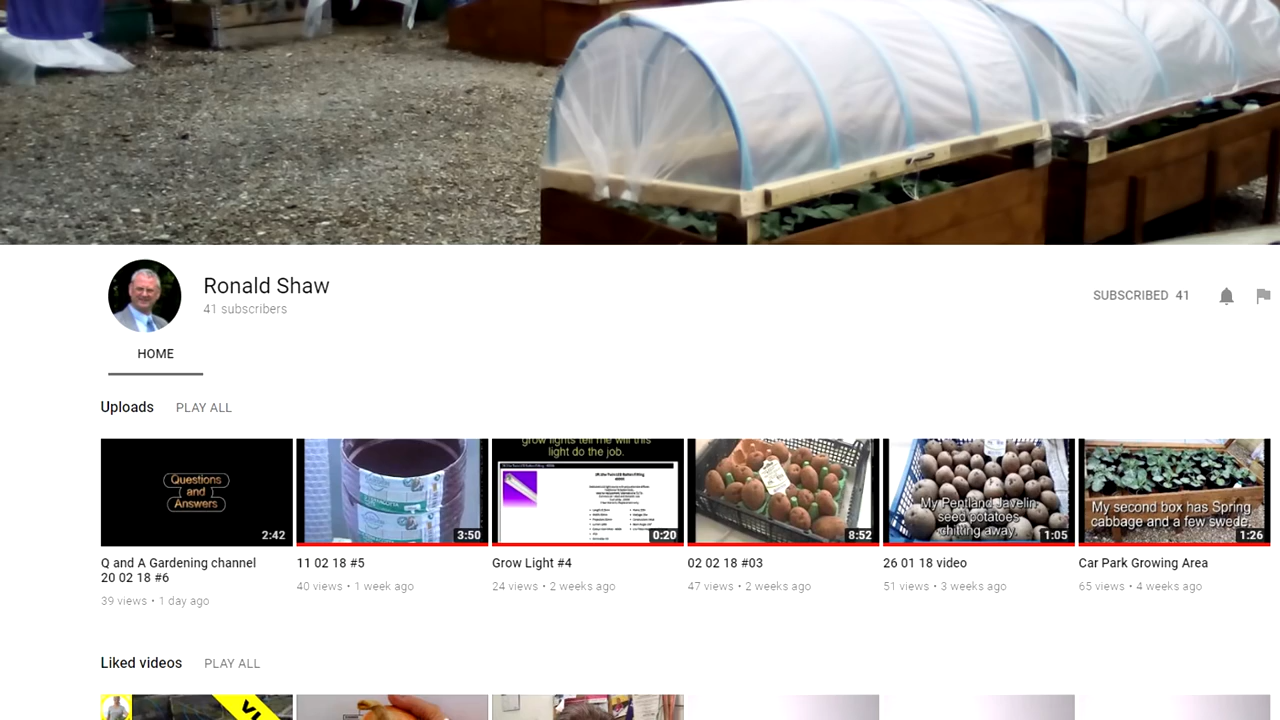 Ronald Shaw
41 subscribers
SUBSCRIBED 41
HOME
Uploads PLAY ALL
Questions
and
Answers
2:42
3:50
grow lights tell me will this
light do the job.
0:20
8:52
My Pentland Javelin
seed potatoes
chitting away.
1:05
My second box has Spring
cabbage and a few swede.
1:26
Q and A Gardening channel
20 02 18 #6
39 views • 1 day ago
11 02 18 #5
40 views • 1 week ago
Grow Light #4
24 views • 2 weeks ago
02 02 18 #03
47 views • 2 weeks ago
26 01 18 video
51 views • 3 weeks ago
Car Park Growing Area
65 views • 4 weeks ago
Liked videos PLAY ALL